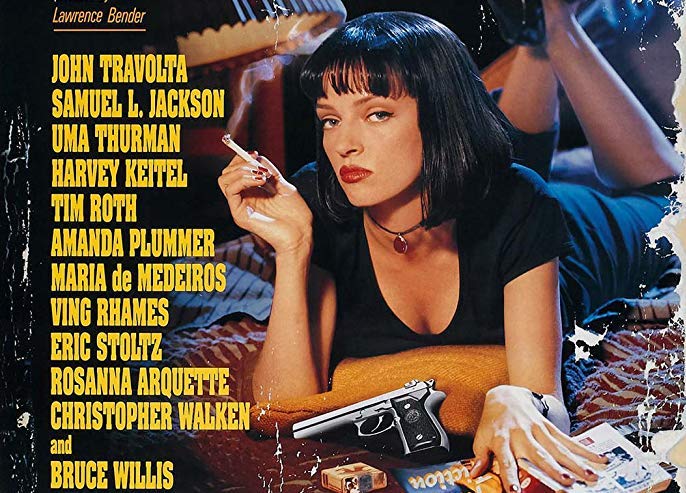 Lawrence Bender
JOHN TRAVOLTA
SAMUEL L. JACKSON
UMA THURMAN
HARVEY KEITEL
TIM ROTH
AMANDA PLUMMER
MARIA de MEDEIROS
VING RHAMES
ERIC STOLTZ
ROSANNA ARQUETTE
CHRISTOPHER WALKEN
and
BRUCE WILLIS
ction